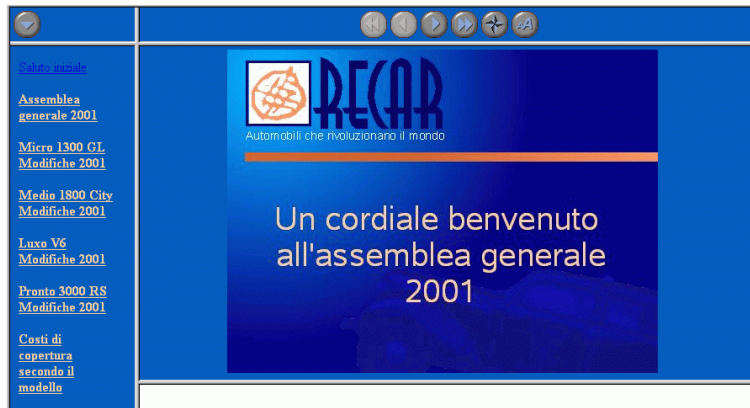 Saluto iniziale
Assemblea
generale 2001
Micro 1300 GL
Modifiche 2001
Medio 1800 City
Modifiche 2001
Luxo V6
Modifiche 2001
Pronto 3000 RS
Modifiche 2001
Costi di
copertura
secondo il
modello
AA
RECAR
Automobili che rivoluzionano il mondo
Un cordiale benvenuto
all'assemblea generale
2001